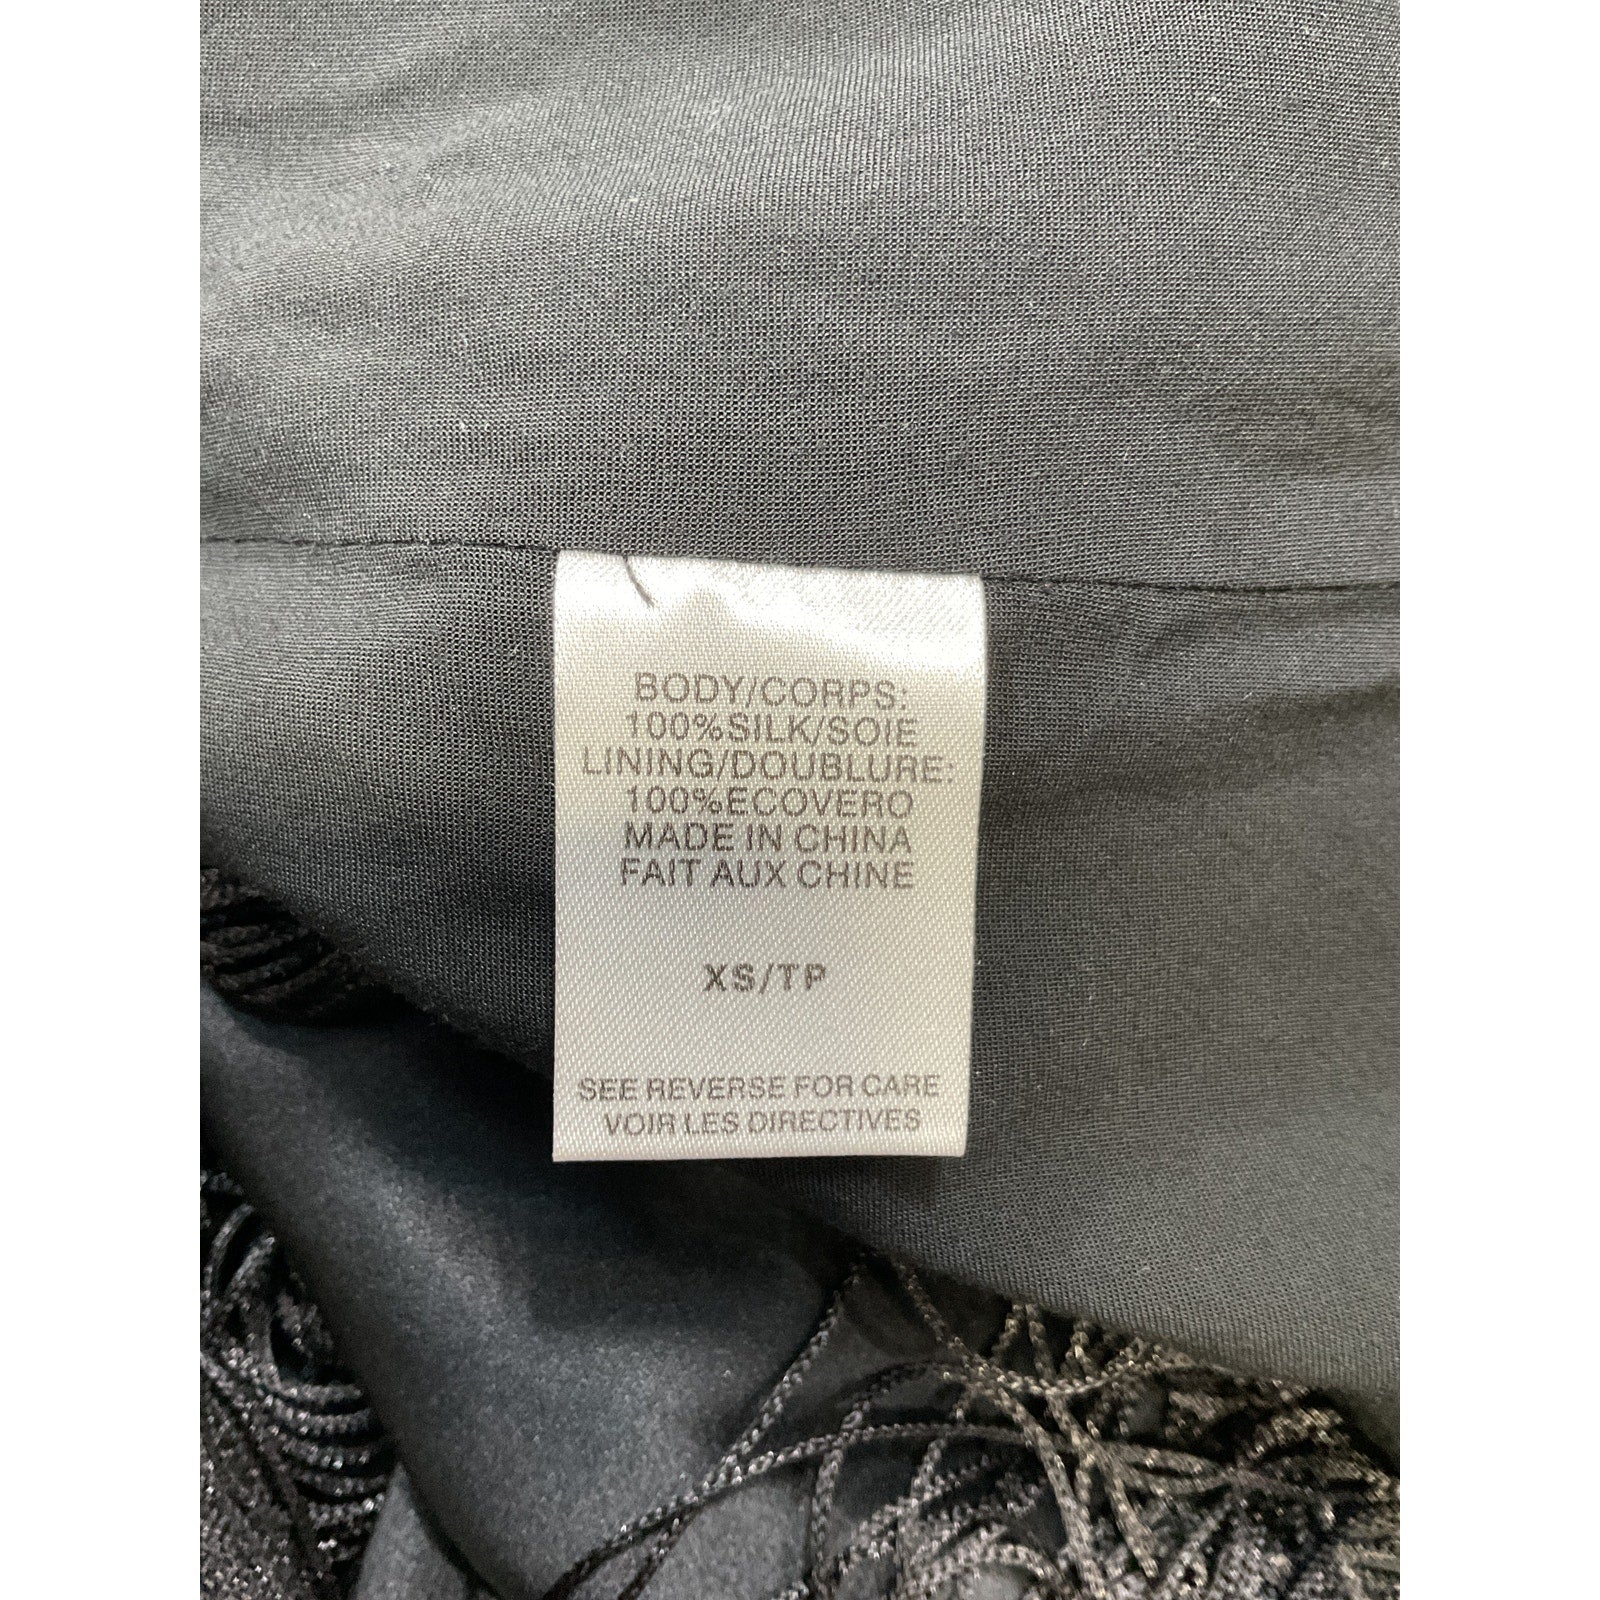 BODY/CORPS:
100%SILK/SOIE
LINING/DOUBLURE:
100%ECOVERO
MADE IN CHINA
FAIT AUX CHINE
XS/TP
SEE REVERSE FOR CARE
VOIR LES DIRECTIVES